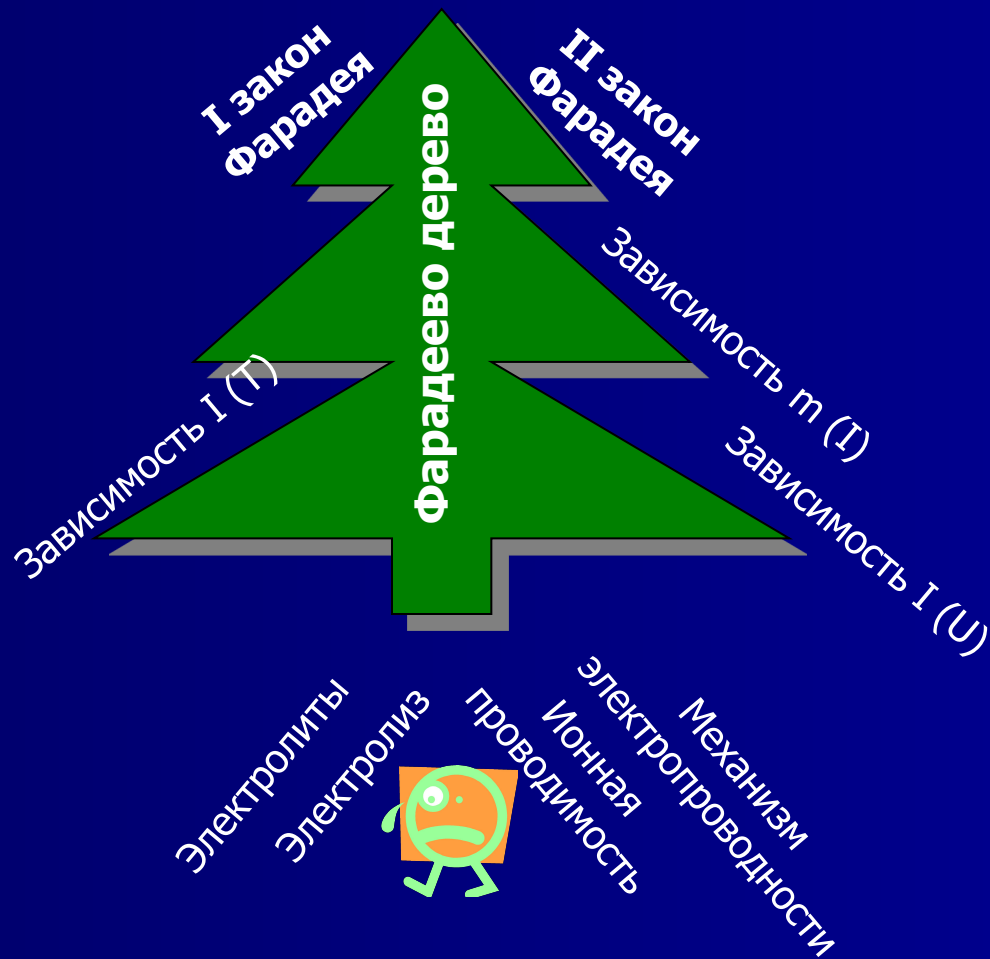 I закон
Фарадея
II закон
Фарадея
Фарадеево дерево
Зависимость m (I)
Зависимость I (T)
Зависимость I (U)
Электролиты
Электролиз
Ионная
проводимость
Механизм
электропроводности